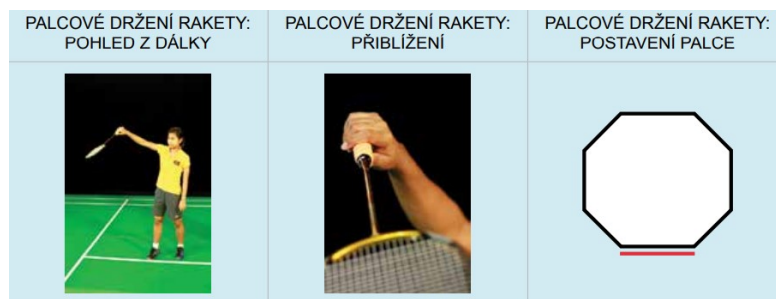 PALCOVÉ DRŽENÍ RAKETY:
POHLED Z DÁLKY
PALCOVÉ DRŽENÍ RAKETY:
PŘIBLÍŽENÍ
PALCOVÉ DRŽENÍ RAKETY:
POSTAVENÍ PALCE